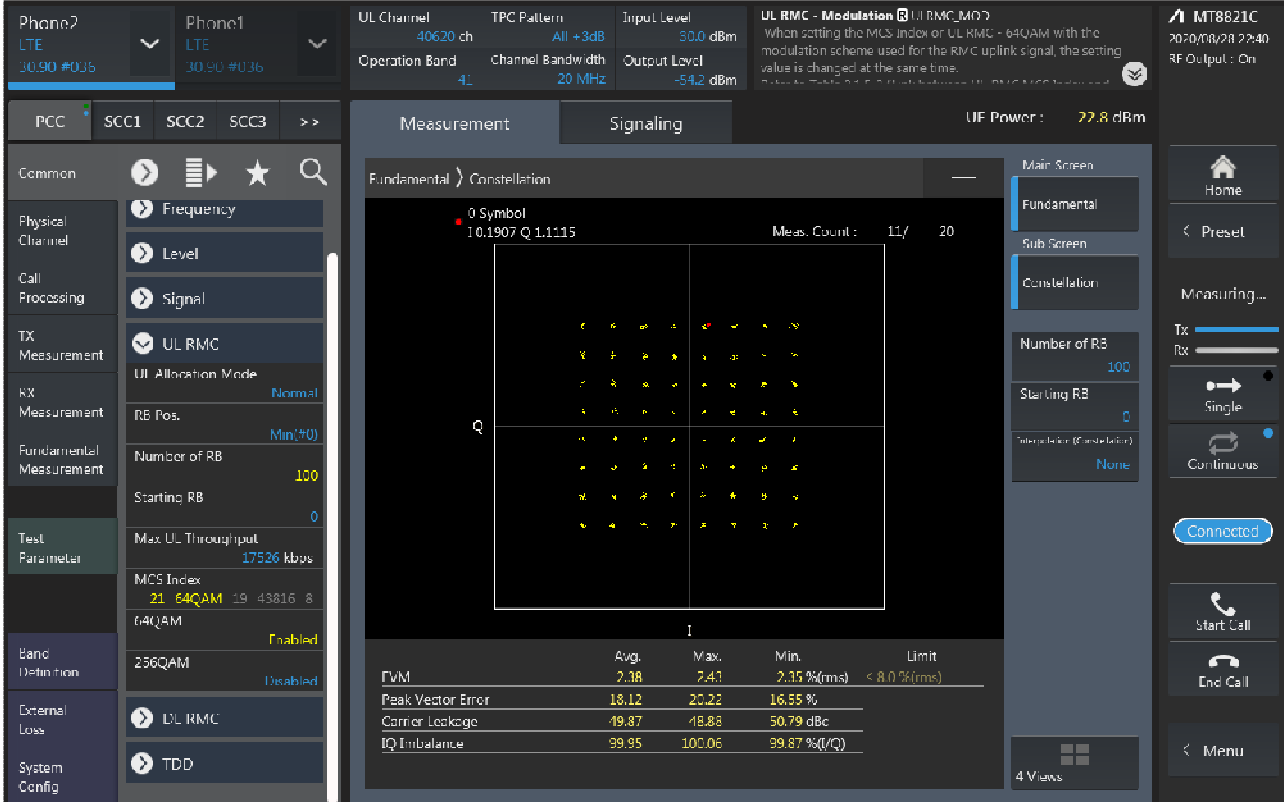 Phone2
LTE
30.90 #036
Phone1
LTE
30.90 #036
UL Channel
40620 ch
TPC Pattern
All +3dB
Input Level
30.0 dBm
Operation Band
41
Channel Bandwidth
20 MHz
Output Level
-54.2 dBm
UL RMC - Modulation R ULRMC_MOD
When setting the MCS Index or UL RMC - 64QAM with the
modulation scheme used for the RMC uplink signal, the setting
value is changed at the same time.
MT8821C
2020/08/28 22:40
RF Output : On
PCC
SCC1
SCC2
SCC3
>>
Measurement
Signaling
UE Power : 22.8 dBm
Common
Physical
Channel
Call
Processing
TX
Measurement
RX
Measurement
Fundamental
Measurement
Test
Parameter
Band
Definition
External
Loss
System
Config
Frequency
Level
Signal
UL RMC
UL Allocation Mode
Normal
RB Pos.
Min(#0)
Number of RB
100
Starting RB
0
Max UL Throughput
17526 kbps
MCS Index
21 64QAM 19 43816 8
64QAM
Enabled
256QAM
Disabled
DL RMC
TDD
Fundamental 〉 Constellation
0 Symbol
I 0.1907 Q 1.1115
Meas. Count : 11/ 20
Q
I
Avg. Max. Min. Limit
EVM 2.38 2.43 2.35 %(rms) < 8.0 %(rms)
Peak Vector Error 18.12 20.22 16.55 %
Carrier Leakage 49.87 48.88 50.79 dBc
IQ Imbalance 99.95 100.06 99.87 %(I/Q)
Main Screen
Fundamental
Sub Screen
Constellation
Number of RB
100
Starting RB
0
Interpolation (Constellation)
None
4 Views
Home
< Preset
Measuring...
Tx
Rx
Single
Continuous
Connected
Start Call
End Call
< Menu